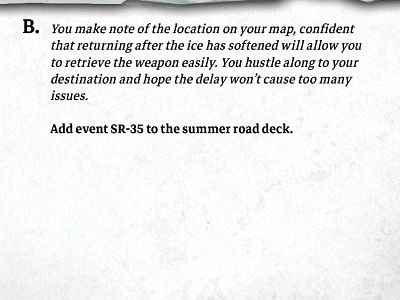 B. You make note of the location on your map, confident
that returning after the ice has softened will allow you
to retrieve the weapon easily. You hustle along to your
destination and hope the delay won't cause too many
issues.
Add event SR-35 to the summer road deck.